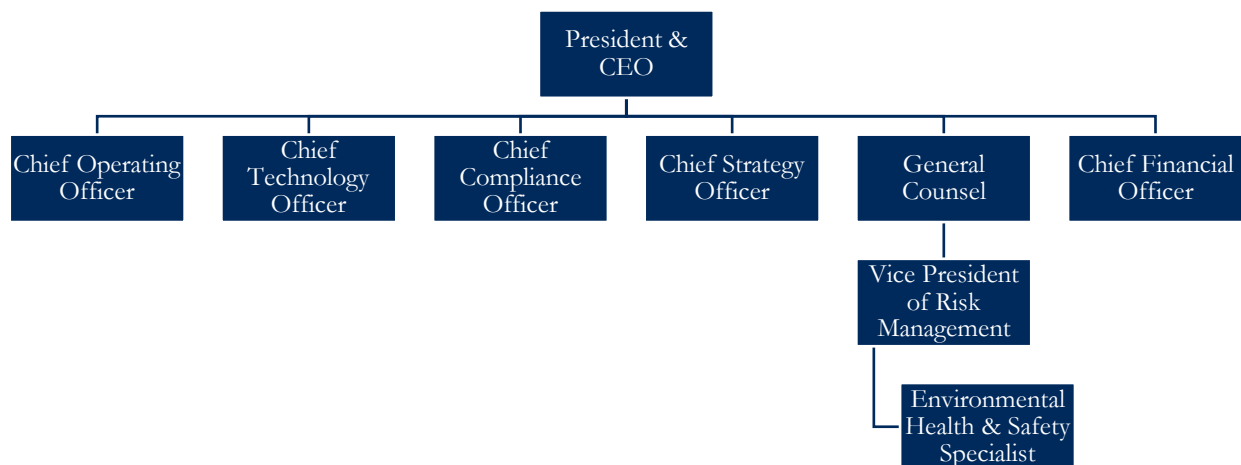 President &
CEO
Chief Operating
Officer
Chief
Technology
Officer
Chief
Compliance
Officer
Chief Strategy
Officer
General
Counsel
Chief Financial
Officer
Vice President
of Risk
Management
Environmental
Health & Safety
Specialist